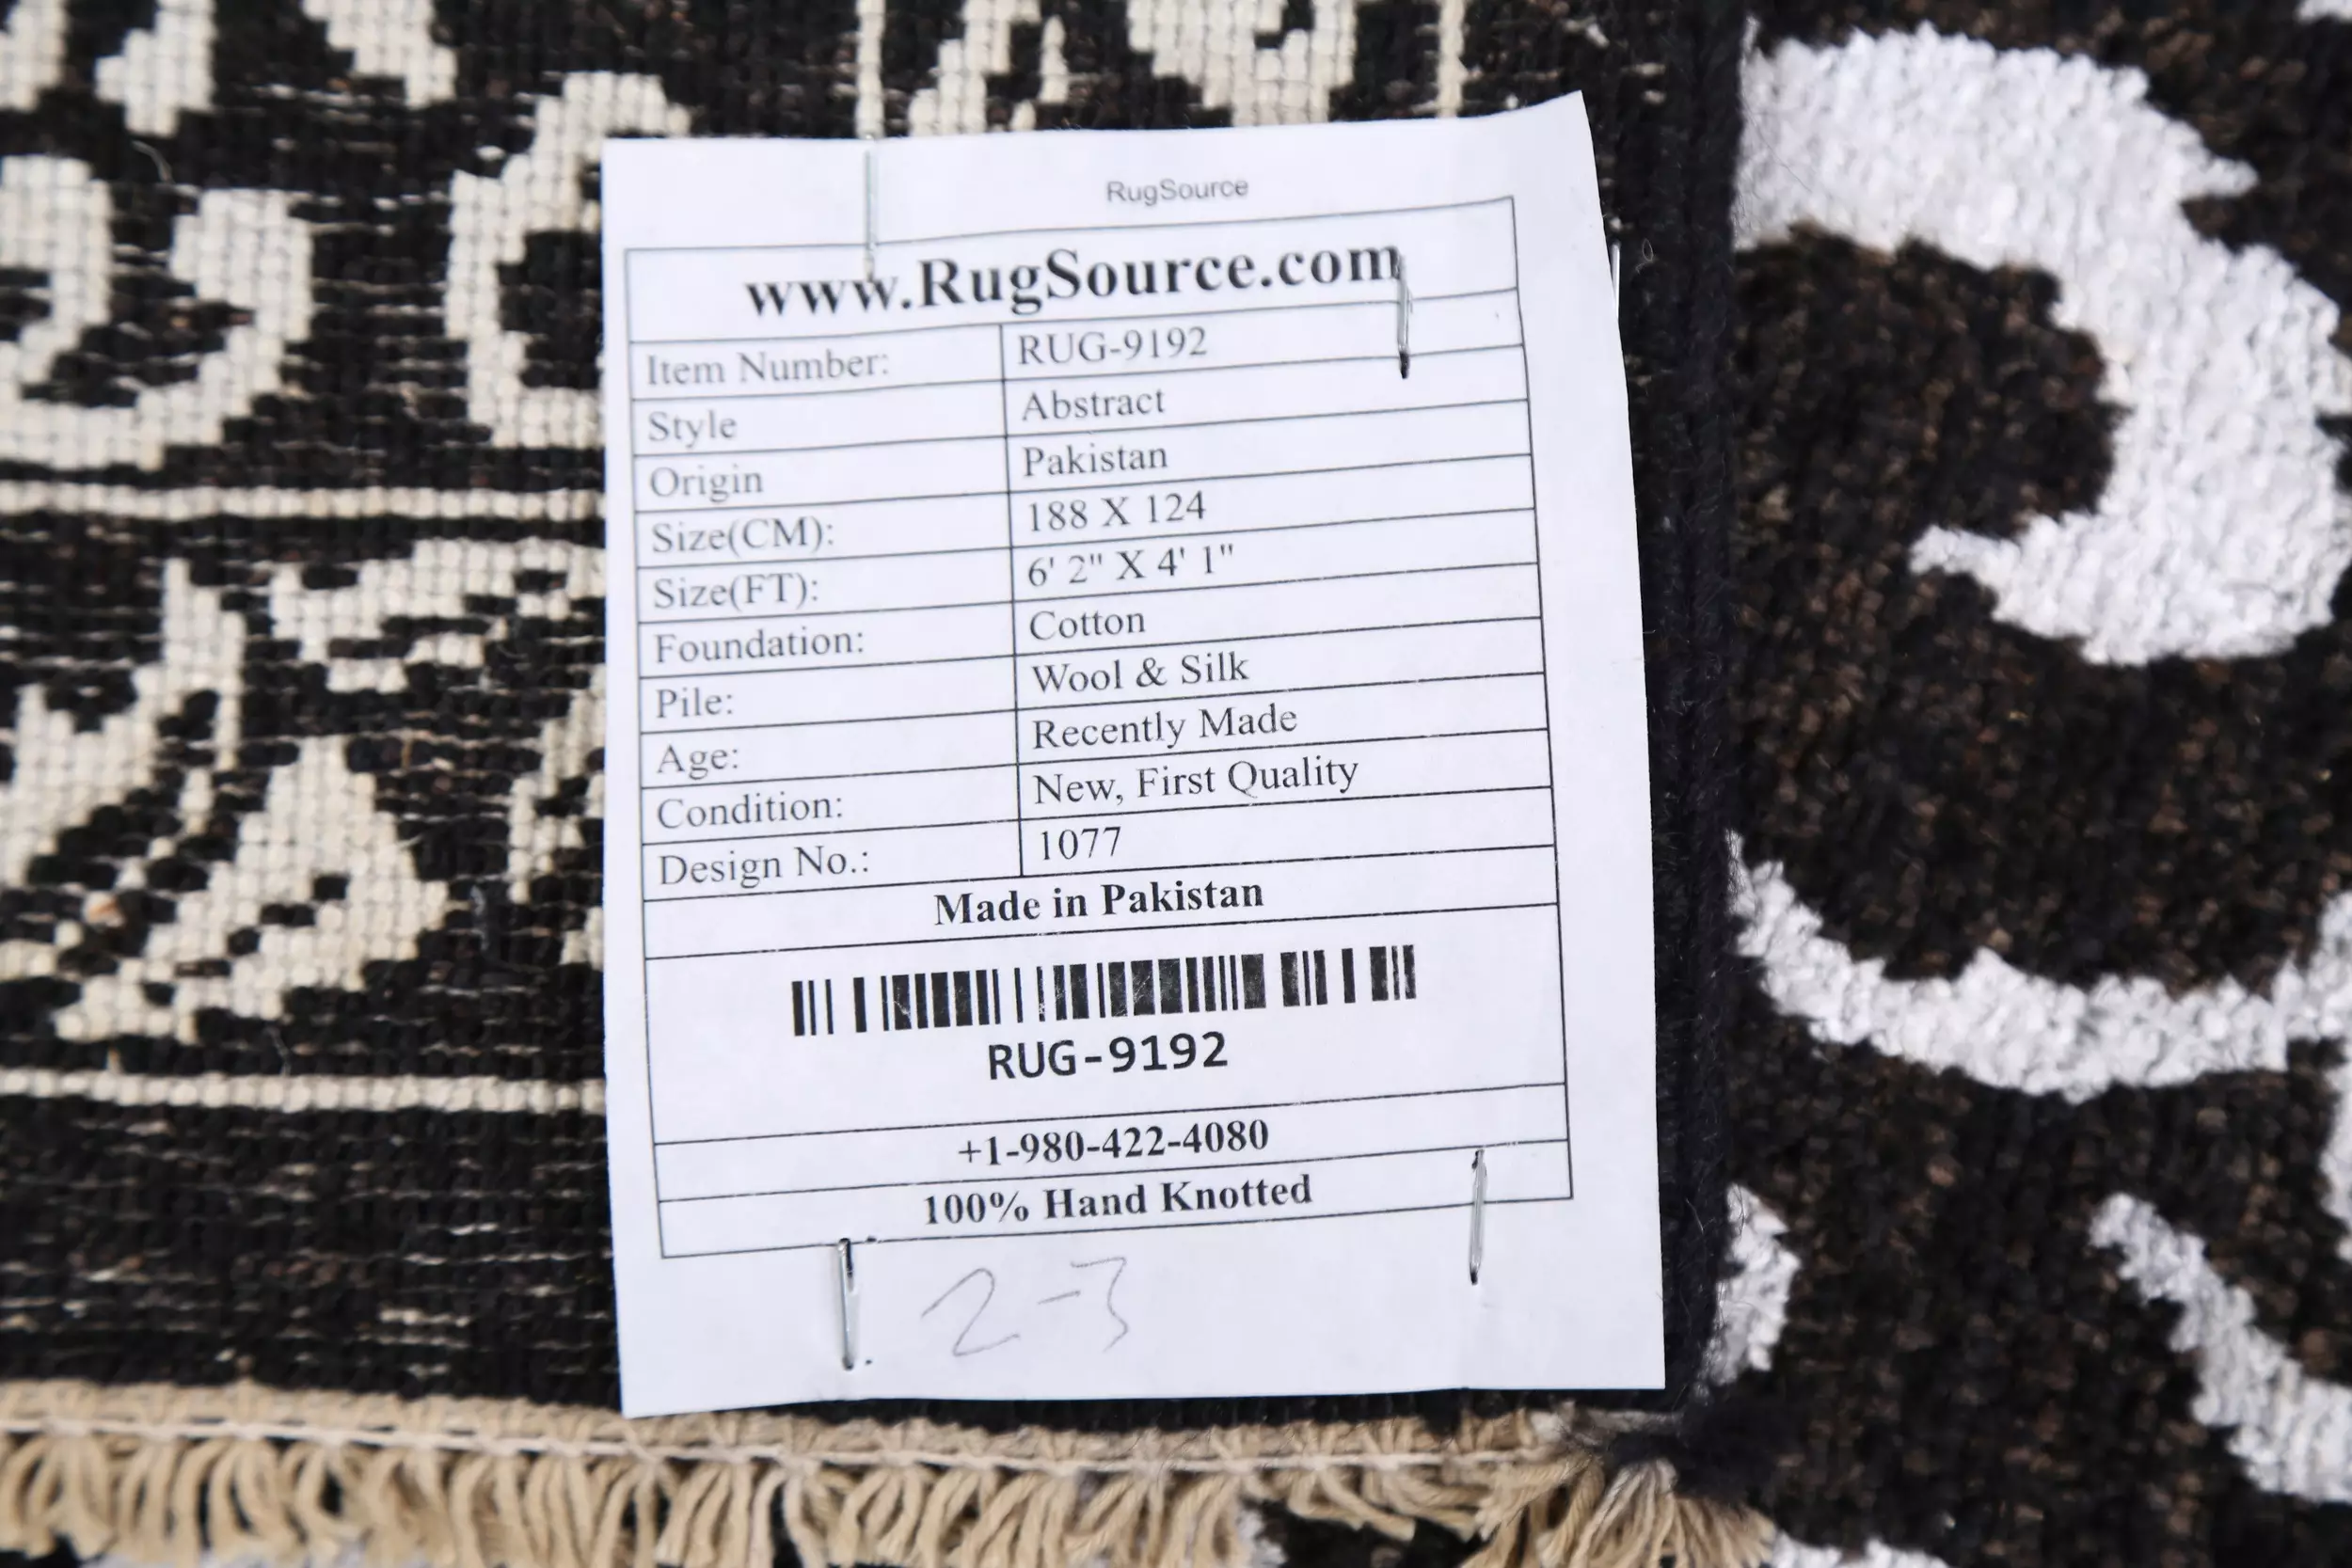 RugSource
www.RugSource.com
Item Number: RUG-9192
Style Abstract
Origin Pakistan
Size(CM): 188 X 124
Size(FT): 6' 2" X 4' 1"
Foundation: Cotton
Pile: Wool & Silk
Age: Recently Made
Condition: New, First Quality
Design No.: 1077
Made in Pakistan
RUG-9192
+1-980-422-4080
100% Hand Knotted
2-3